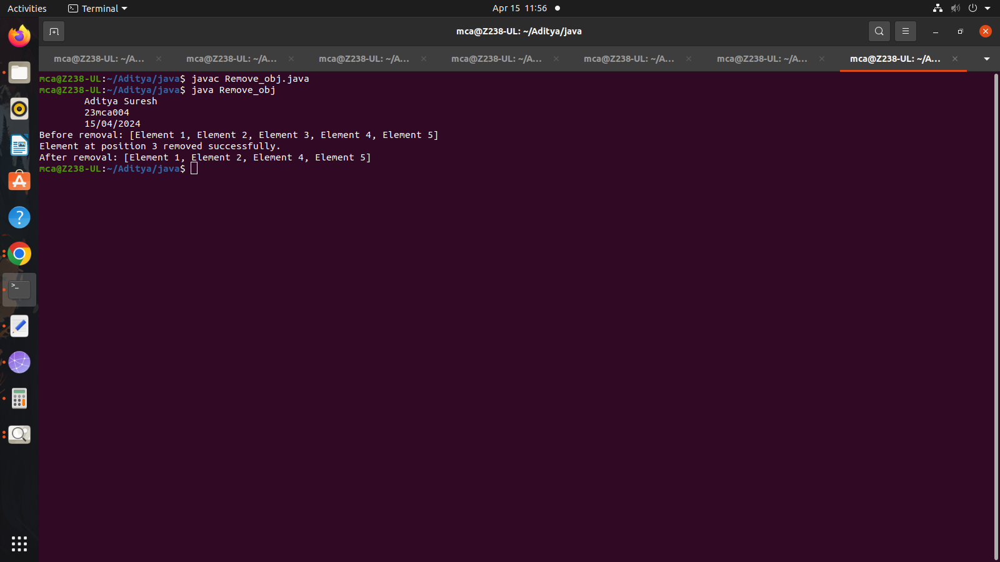 Activities
Terminal
Apr 15 11:56
mca@Z238-UL: ~/Aditya/java
mca@Z238-UL: ~/A...
mca@Z238-UL: ~/A...
mca@Z238-UL: ~/A...
mca@Z238-UL: ~/A...
mca@Z238-UL: ~/A...
mca@Z238-UL: ~/A...
mca@Z238-UL: ~/A...
mca@Z238-UL:~/Aditya/java$ javac Remove_obj.java
mca@Z238-UL:~/Aditya/java$ java Remove_obj
Aditya Suresh
23mca004
15/04/2024
Before removal: [Element 1, Element 2, Element 3, Element 4, Element 5]
Element at position 3 removed successfully.
After removal: [Element 1, Element 2, Element 4, Element 5]
mca@Z238-UL:~/Aditya/java$